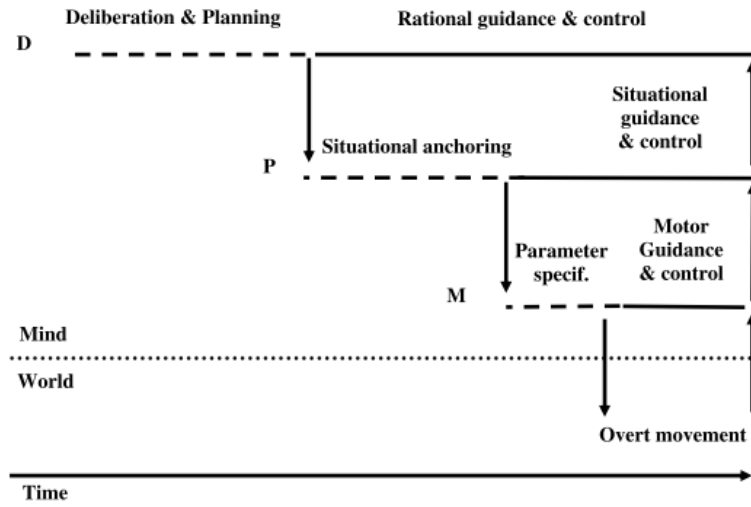 Deliberation & Planning
Rational guidance & control
D
Situational
guidance
& control
Situational anchoring
P
Motor
Guidance
& control
Parameter
specif.
M
Mind
World
Overt movement
Time